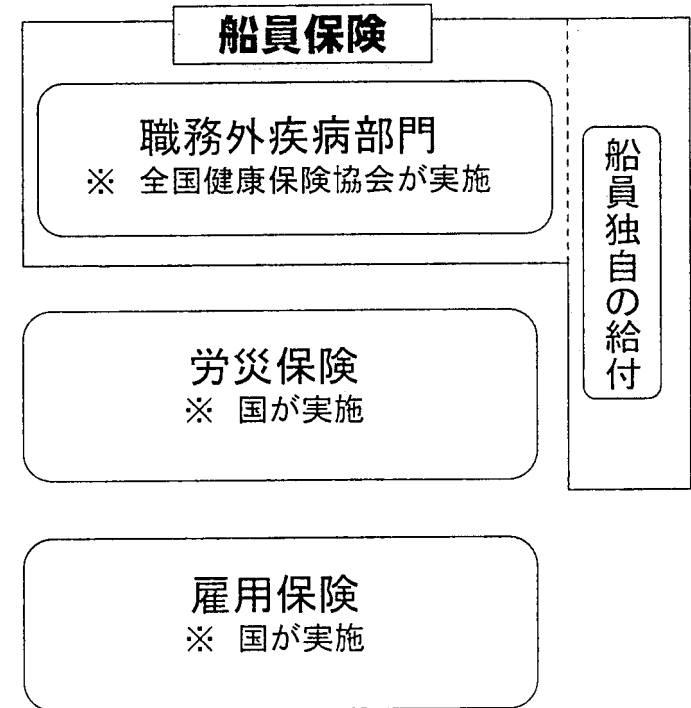 船員保険
職務外疾病部門
※ 全国健康保険協会が実施
船員独自の給付
労災保険
※ 国が実施
雇用保険
※ 国が実施